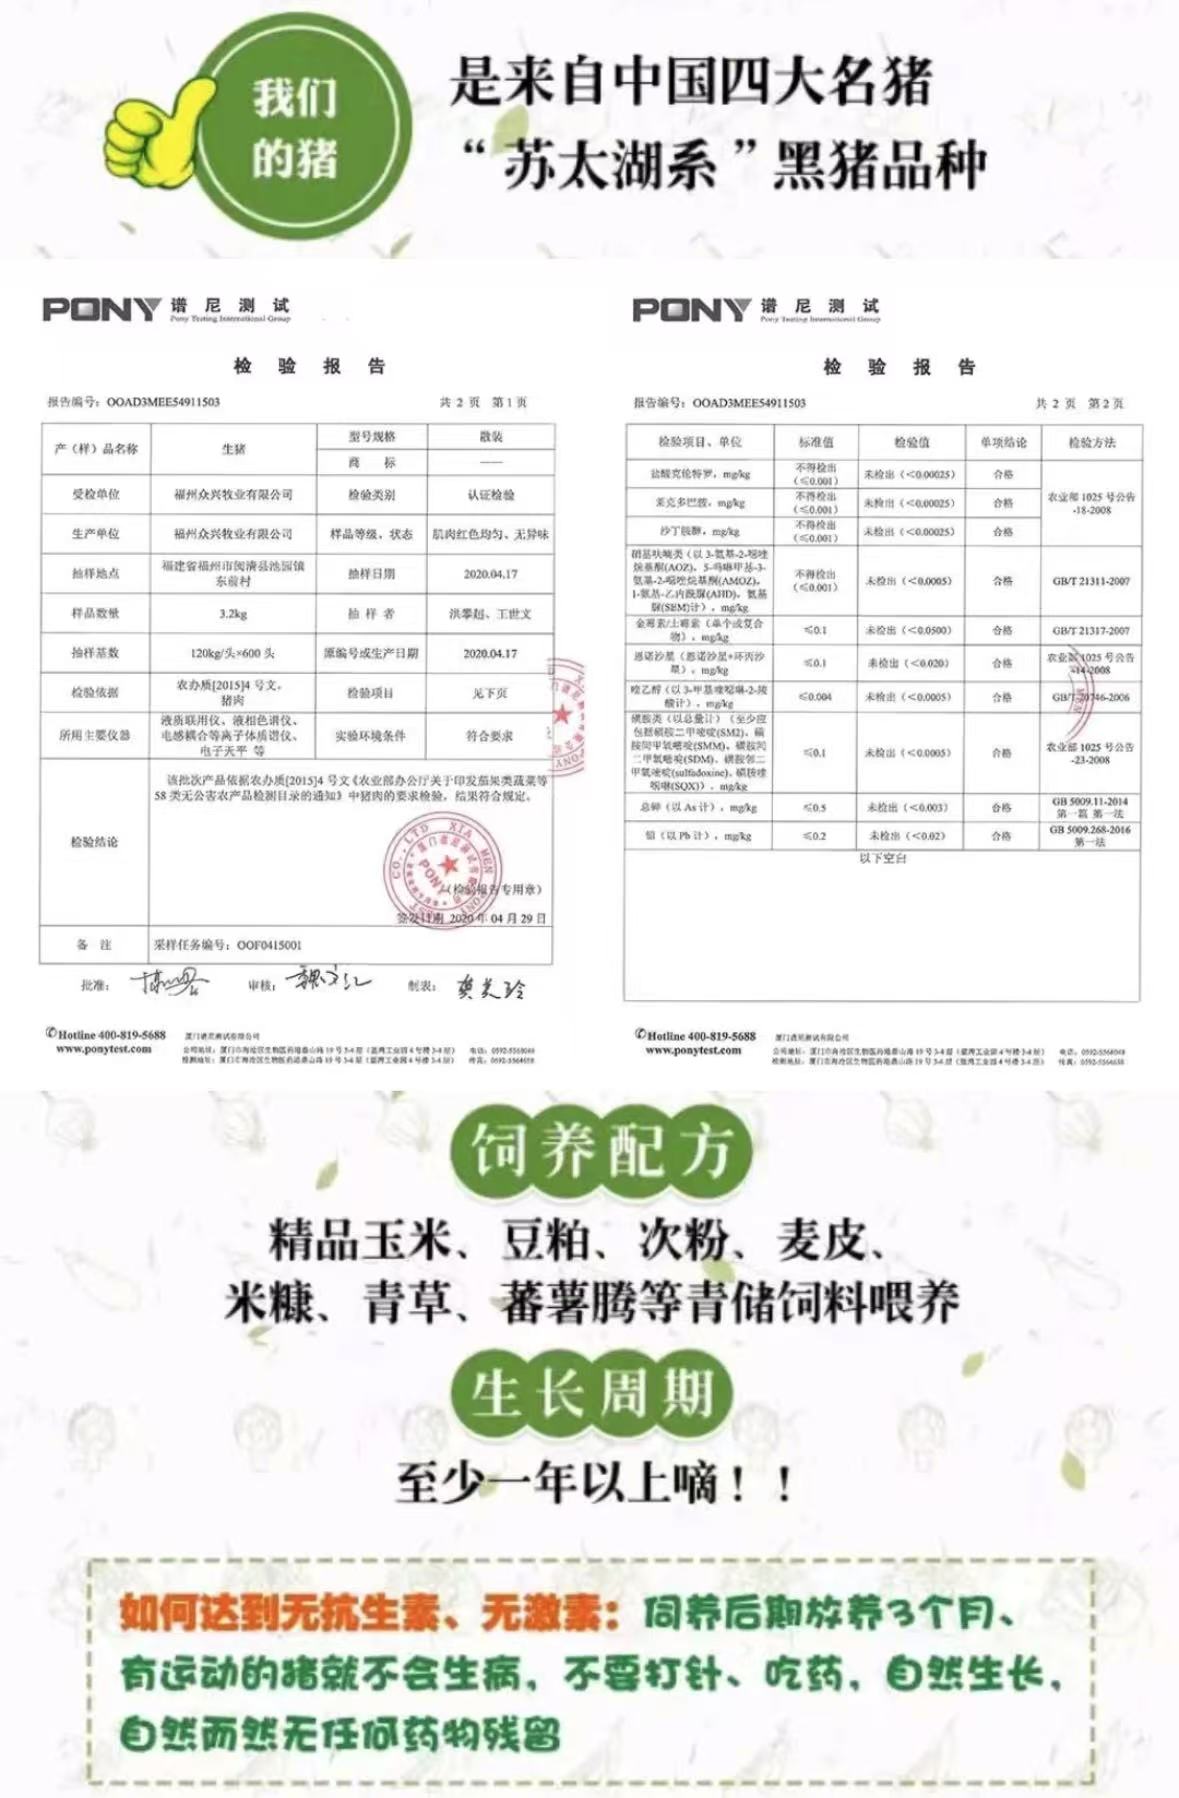 我们
的猪
是来自中国四大名猪
“苏太湖系”黑猪品种
PONY 谱尼测试
Pony Testing International Group
检 验 报 告
报告编号：OOAD3MEE54911503
共 2 页 第 1 页
产（样）品名称 生猪 型号规格 散装
商 标 ——
受检单位 福州众兴牧业有限公司 检验类别 认证检验
生产单位 福州众兴牧业有限公司 样品等级、状态 肌肉红色均匀、无异味
抽样地点 福建省福州市闽清县池园镇
东前村 抽样日期 2020.04.17
样品数量 3.2kg 抽 样 者 洪攀超、王世文
抽样基数 120kg/头×600 头 原编号或生产日期 2020.04.17
检验依据 农办质[2015]4 号文，
猪肉 检验项目 见下页
所用主要仪器 液质联用仪、液相色谱仪、
电感耦合等离子体质谱仪、
电子天平 等 实验环境条件 符合要求
检验结论
该批次产品依据农办质[2015]4 号文《农业部办公厅关于印发茄果类蔬菜等
58 类无公害农产品检测目录的通知》中猪肉的要求检验，结果符合规定。
（检验报告专用章）
签发日期 2020 年 04 月 29 日
备 注 采样任务编号：OOF0415001
批准：
审核：
制表：
Hotline 400-819-5688
www.ponytest.com
厦门谱尼测试有限公司
PONY 谱尼测试
Pony Testing International Group
检 验 报 告
报告编号：OOAD3MEE54911503
共 2 页 第 2 页
检验项目、单位 标准值 检验值 单项结论 检验方法
盐酸克伦特罗，mg/kg 不得检出
（≤0.001） 未检出（<0.00025） 合格 农业部 1025 号公告
-18-2008
莱克多巴胺，mg/kg 不得检出
（≤0.001） 未检出（<0.00025） 合格
沙丁胺醇，mg/kg 不得检出
（≤0.001） 未检出（<0.00025） 合格
硝基呋喃类（以 3-氨基-2-噁唑
烷基酮(AOZ)，5-吗啉甲基-3-
氨基-2-噁唑烷基酮(AMOZ)，
1-氨基-乙内酰脲(AHD)，氨基
脲(SEM)计），mg/kg 不得检出
（≤0.001） 未检出（<0.0005） 合格 GB/T 21311-2007
金霉素/土霉素（单个或复合
物），mg/kg ≤0.1 未检出（<0.0500） 合格 GB/T 21317-2007
恩诺沙星（恩诺沙星+环丙沙
星），mg/kg ≤0.1 未检出（<0.020） 合格 农业部 1025 号公告
-14-2008
喹乙醇（以 3-甲基喹噁啉-2-羧
酸计），mg/kg ≤0.004 未检出（<0.0005） 合格 GB/T 20746-2006
磺胺类（以总量计）（至少应
包括磺胺二甲嘧啶(SM2)，磺
胺间甲氧嘧啶(SMM)，磺胺间
二甲氧嘧啶(SDM)，磺胺邻二
甲氧嘧啶(sulfadoxine)，磺胺喹
噁啉(SQX)），mg/kg ≤0.1 未检出（<0.0005） 合格 农业部 1025 号公告
-23-2008
总砷（以 As 计），mg/kg ≤0.5 未检出（<0.003） 合格 GB 5009.11-2014
第一篇 第一法
铅（以 Pb 计），mg/kg ≤0.2 未检出（<0.02） 合格 GB 5009.268-2016
第一法
以下空白
Hotline 400-819-5688
www.ponytest.com
厦门谱尼测试有限公司
饲养配方
精品玉米、豆粕、次粉、麦皮、
米糠、青草、蕃薯腾等青储饲料喂养
生长周期
至少一年以上嘀！！
如何达到无抗生素、无激素：饲养后期放养3个月、
有运动的猪就不会生病，不要打针、吃药，自然生长，
自然而然无任何药物残留